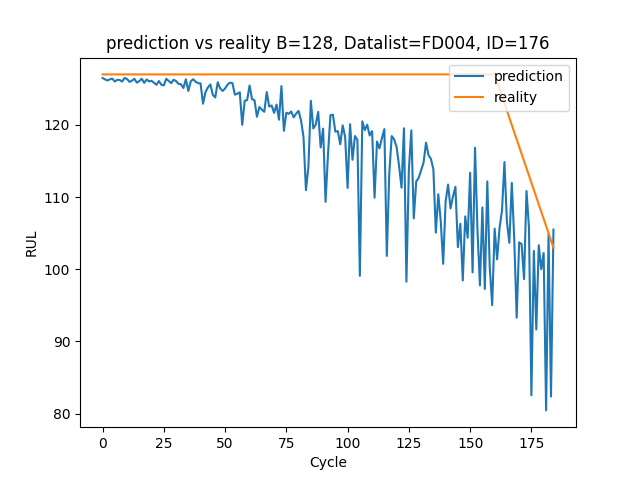 prediction vs reality B=128, Datalist=FD004, ID=176
prediction
reality
120
110
100
90
80
RUL
0 25 50 75 100 125 150 175
Cycle